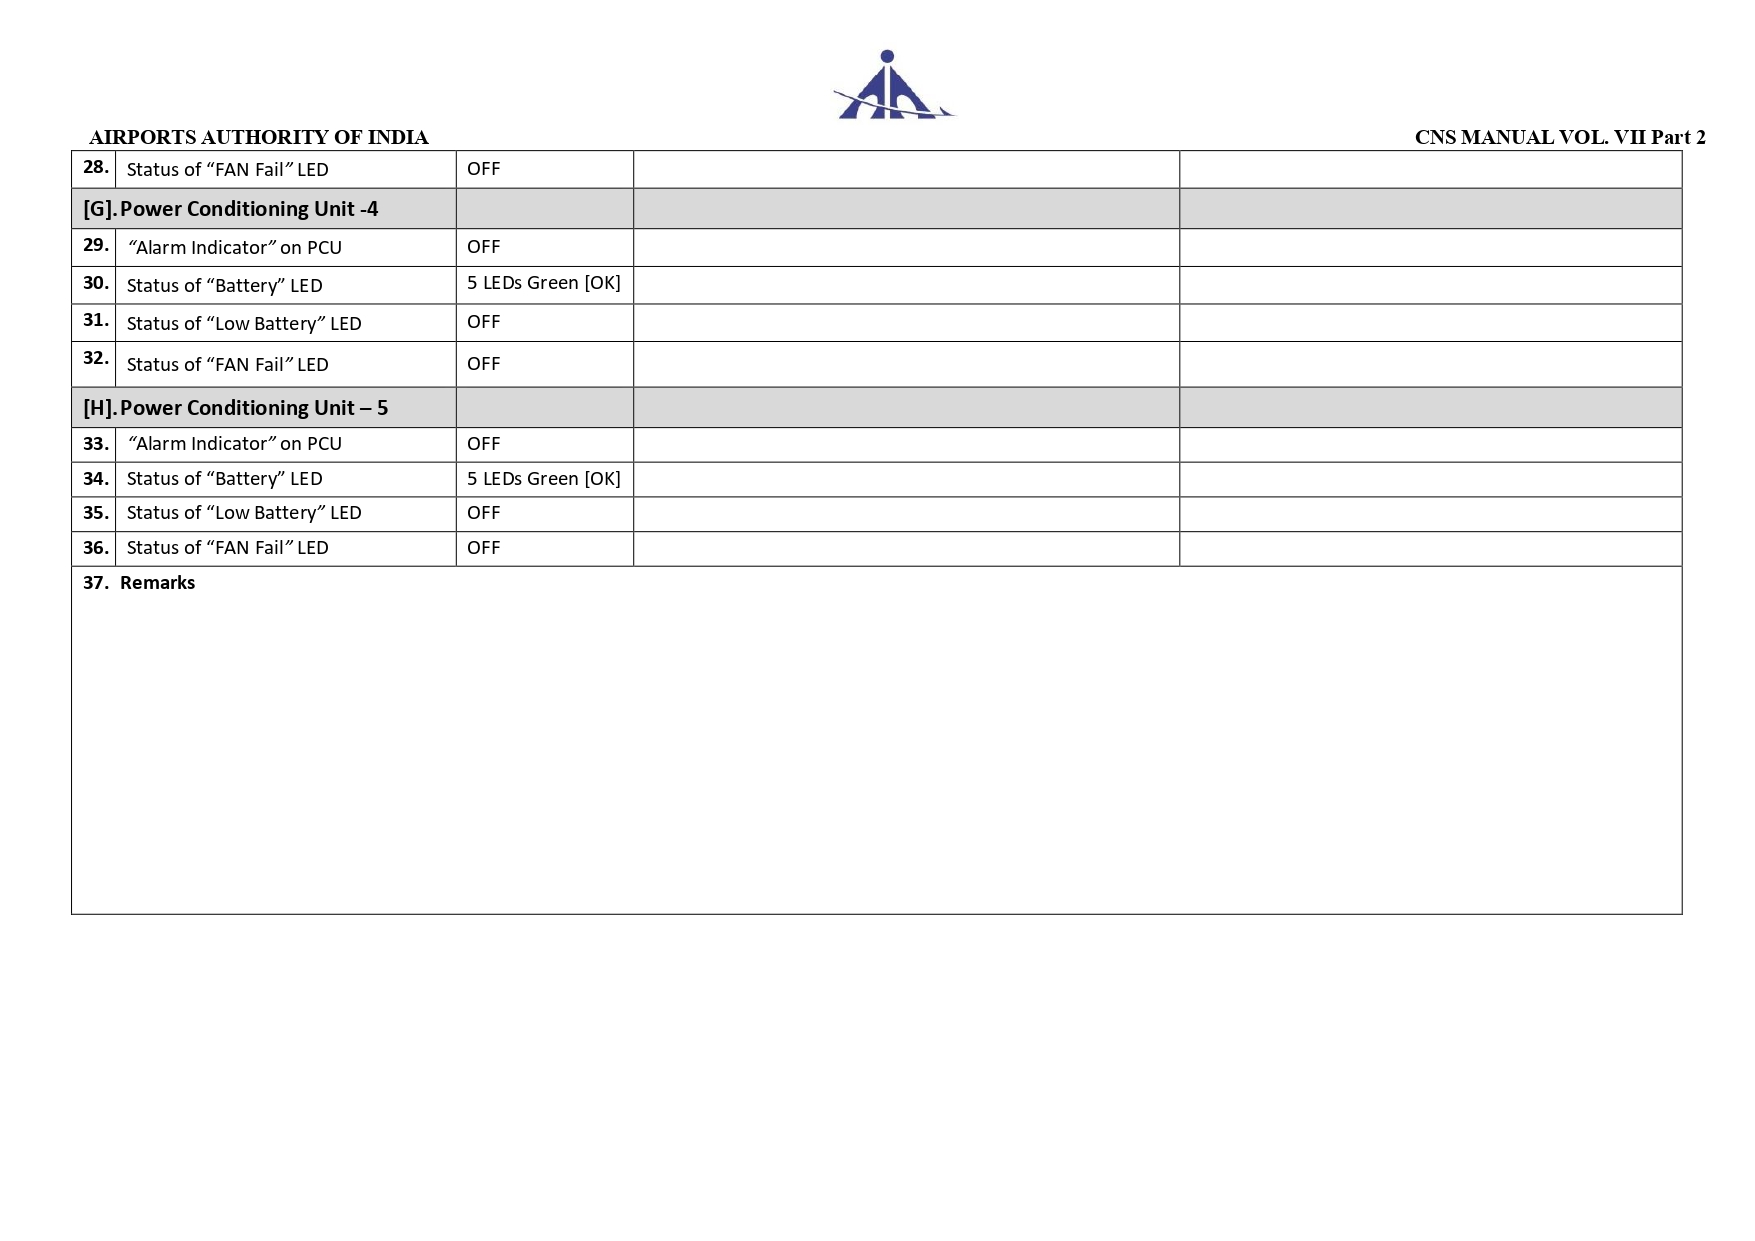 AIRPORTS AUTHORITY OF INDIA CNS MANUAL VOL. VII Part 2
28. Status of “FAN Fail” LED OFF
[G]. Power Conditioning Unit -4
29. “Alarm Indicator” on PCU OFF
30. Status of “Battery” LED 5 LEDs Green [OK]
31. Status of “Low Battery” LED OFF
32. Status of “FAN Fail” LED OFF
[H]. Power Conditioning Unit – 5
33. “Alarm Indicator” on PCU OFF
34. Status of “Battery” LED 5 LEDs Green [OK]
35. Status of “Low Battery” LED OFF
36. Status of “FAN Fail” LED OFF
37. Remarks